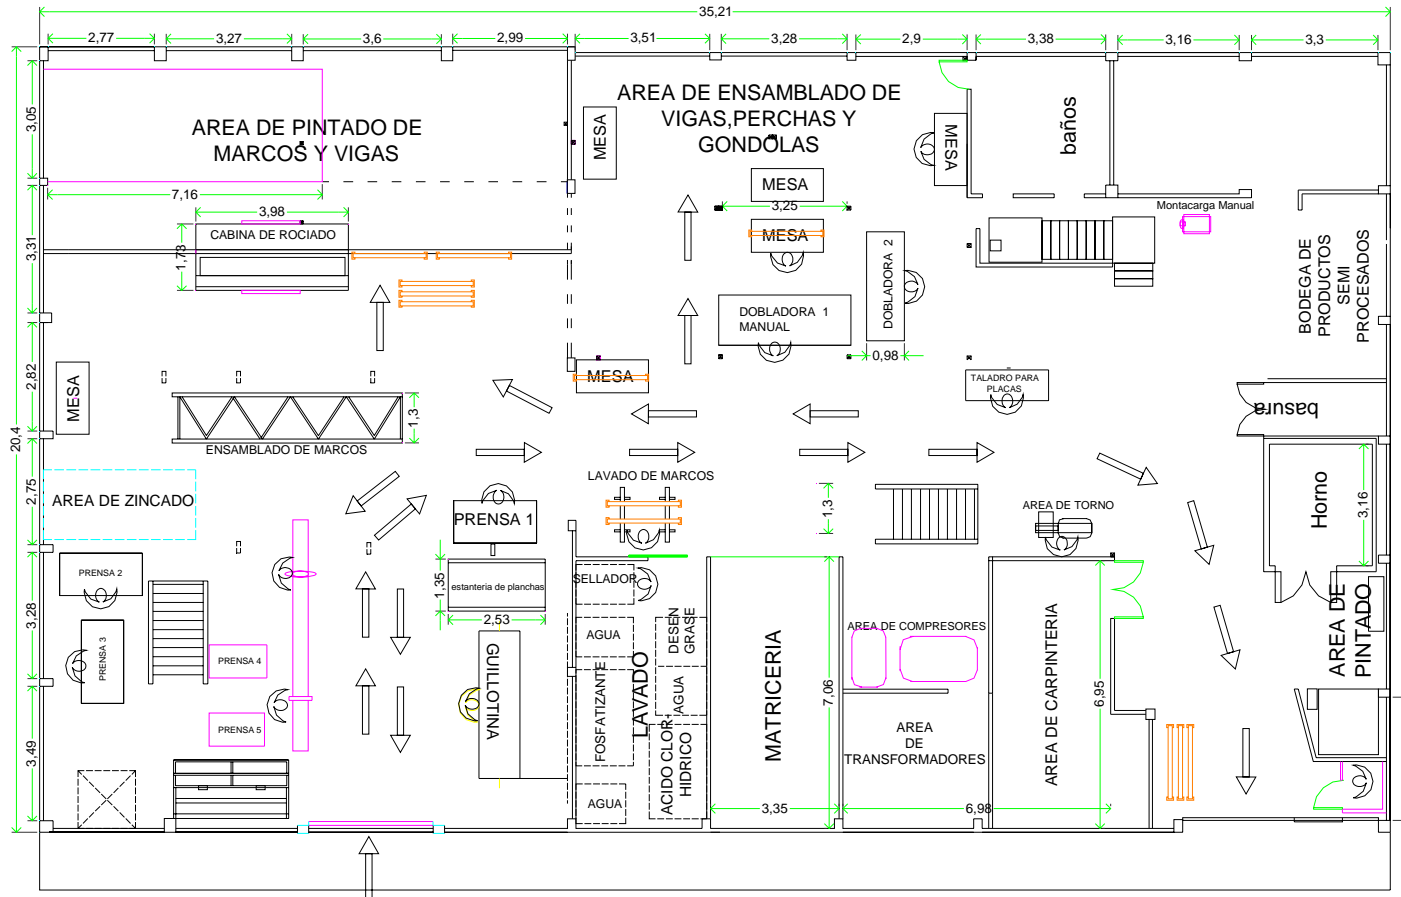 35,21
2,77
3,27
3,6
2,99
3,51
3,28
2,9
3,38
3,16
3,3
AREA DE PINTADO DE
MARCOS Y VIGAS
AREA DE ENSAMBLADO DE
VIGAS,PERCHAS Y
GONDOLAS
MESA
MESA
baños
3,05
7,16
MESA
3,25
MESA
Montacarga Manual
3,98
CABINA DE ROCIADO
1,73
3,31
DOBLADORA 2
DOBLADORA 1
MANUAL
0,98
BODEGA DE
PRODUCTOS
SEMI
PROCESADOS
2,82
MESA
MESA
TALADRO PARA
PLACAS
basura
1,3
20,4
ENSAMBLADO DE MARCOS
LAVADO DE MARCOS
2,75
AREA DE ZINCADO
PRENSA 1
1,3
AREA DE TORNO
Horno
3,16
PRENSA 2
1,35
estanteria de planchas
2,53
SELLADOR
3,28
PRENSA 3
PRENSA 4
PRENSA 5
GUILLOTINA
AGUA
DESEN
GRASE
FOSFATIZANTE
LAVADO
AGUA
ACIDO CLOR-
HIDRICO
AGUA
MATRICERIA
7,06
3,35
AREA DE COMPRESORES
AREA
DE
TRANSFORMADORES
6,98
AREA DE CARPINTERIA
6,95
AREA DE
PINTADO
3,49